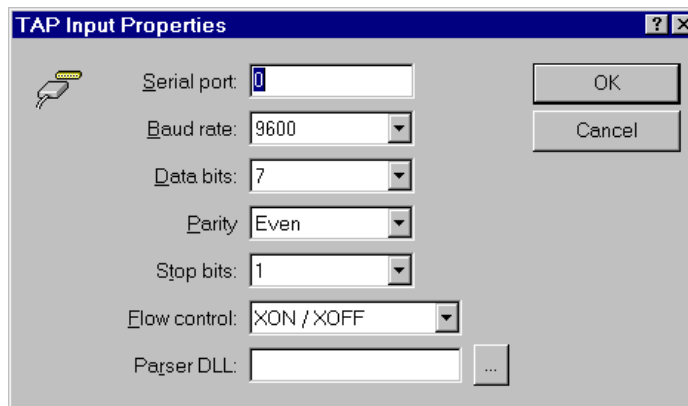 TAP Input Properties
Serial port: 0
OK
Baud rate: 9600
Cancel
Data bits: 7
Parity Even
Stop bits: 1
Flow control: XON / XOFF
Parser DLL: ...